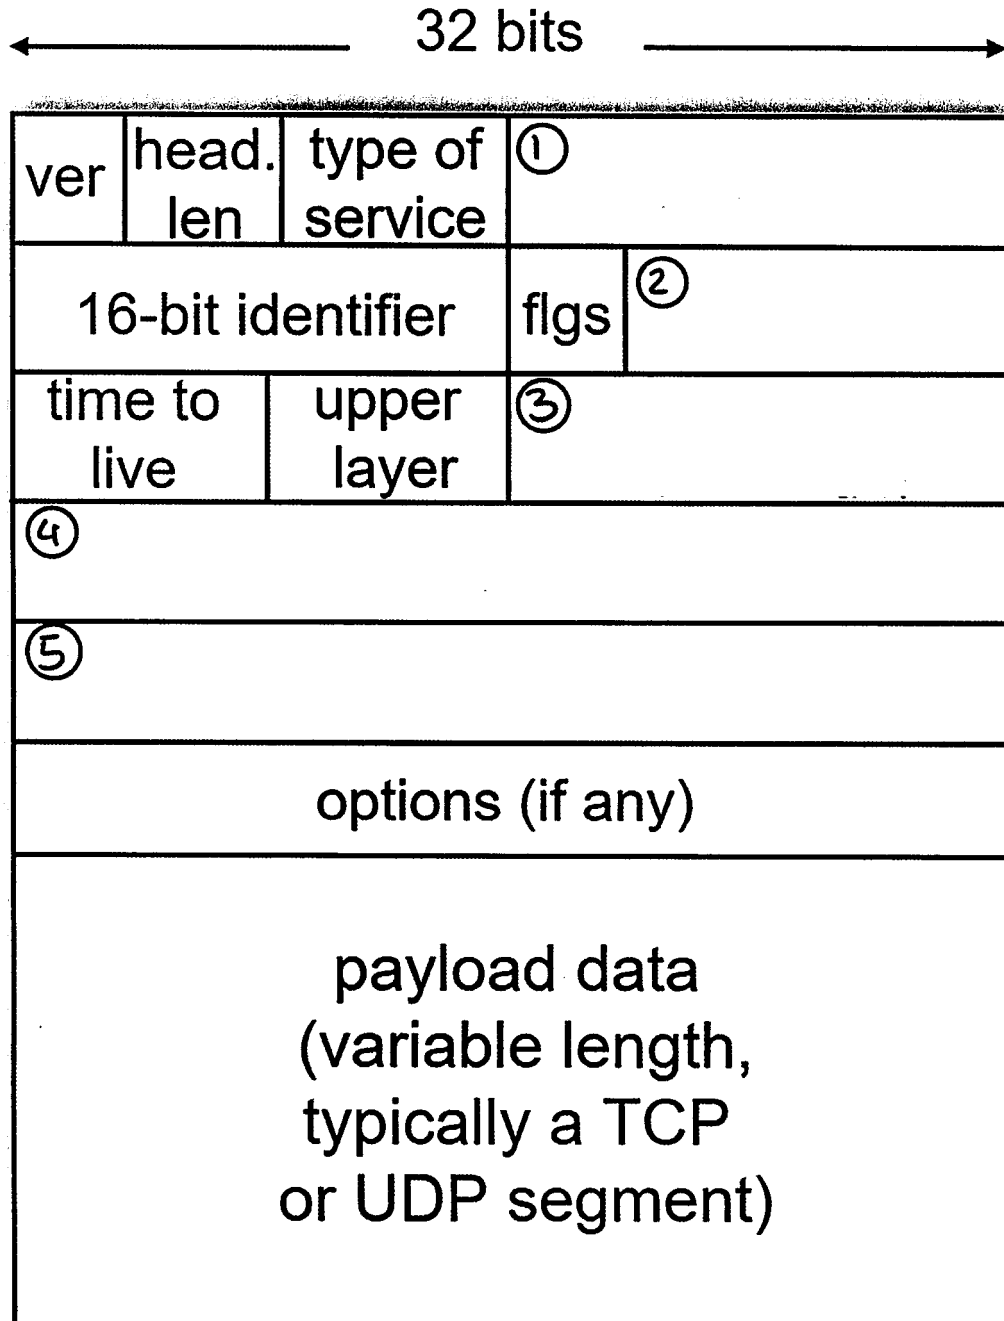 32 bits
ver head. len type of service ①
16-bit identifier flgs ②
time to live upper layer ③
④
⑤
options (if any)
payload data
(variable length,
typically a TCP
or UDP segment)